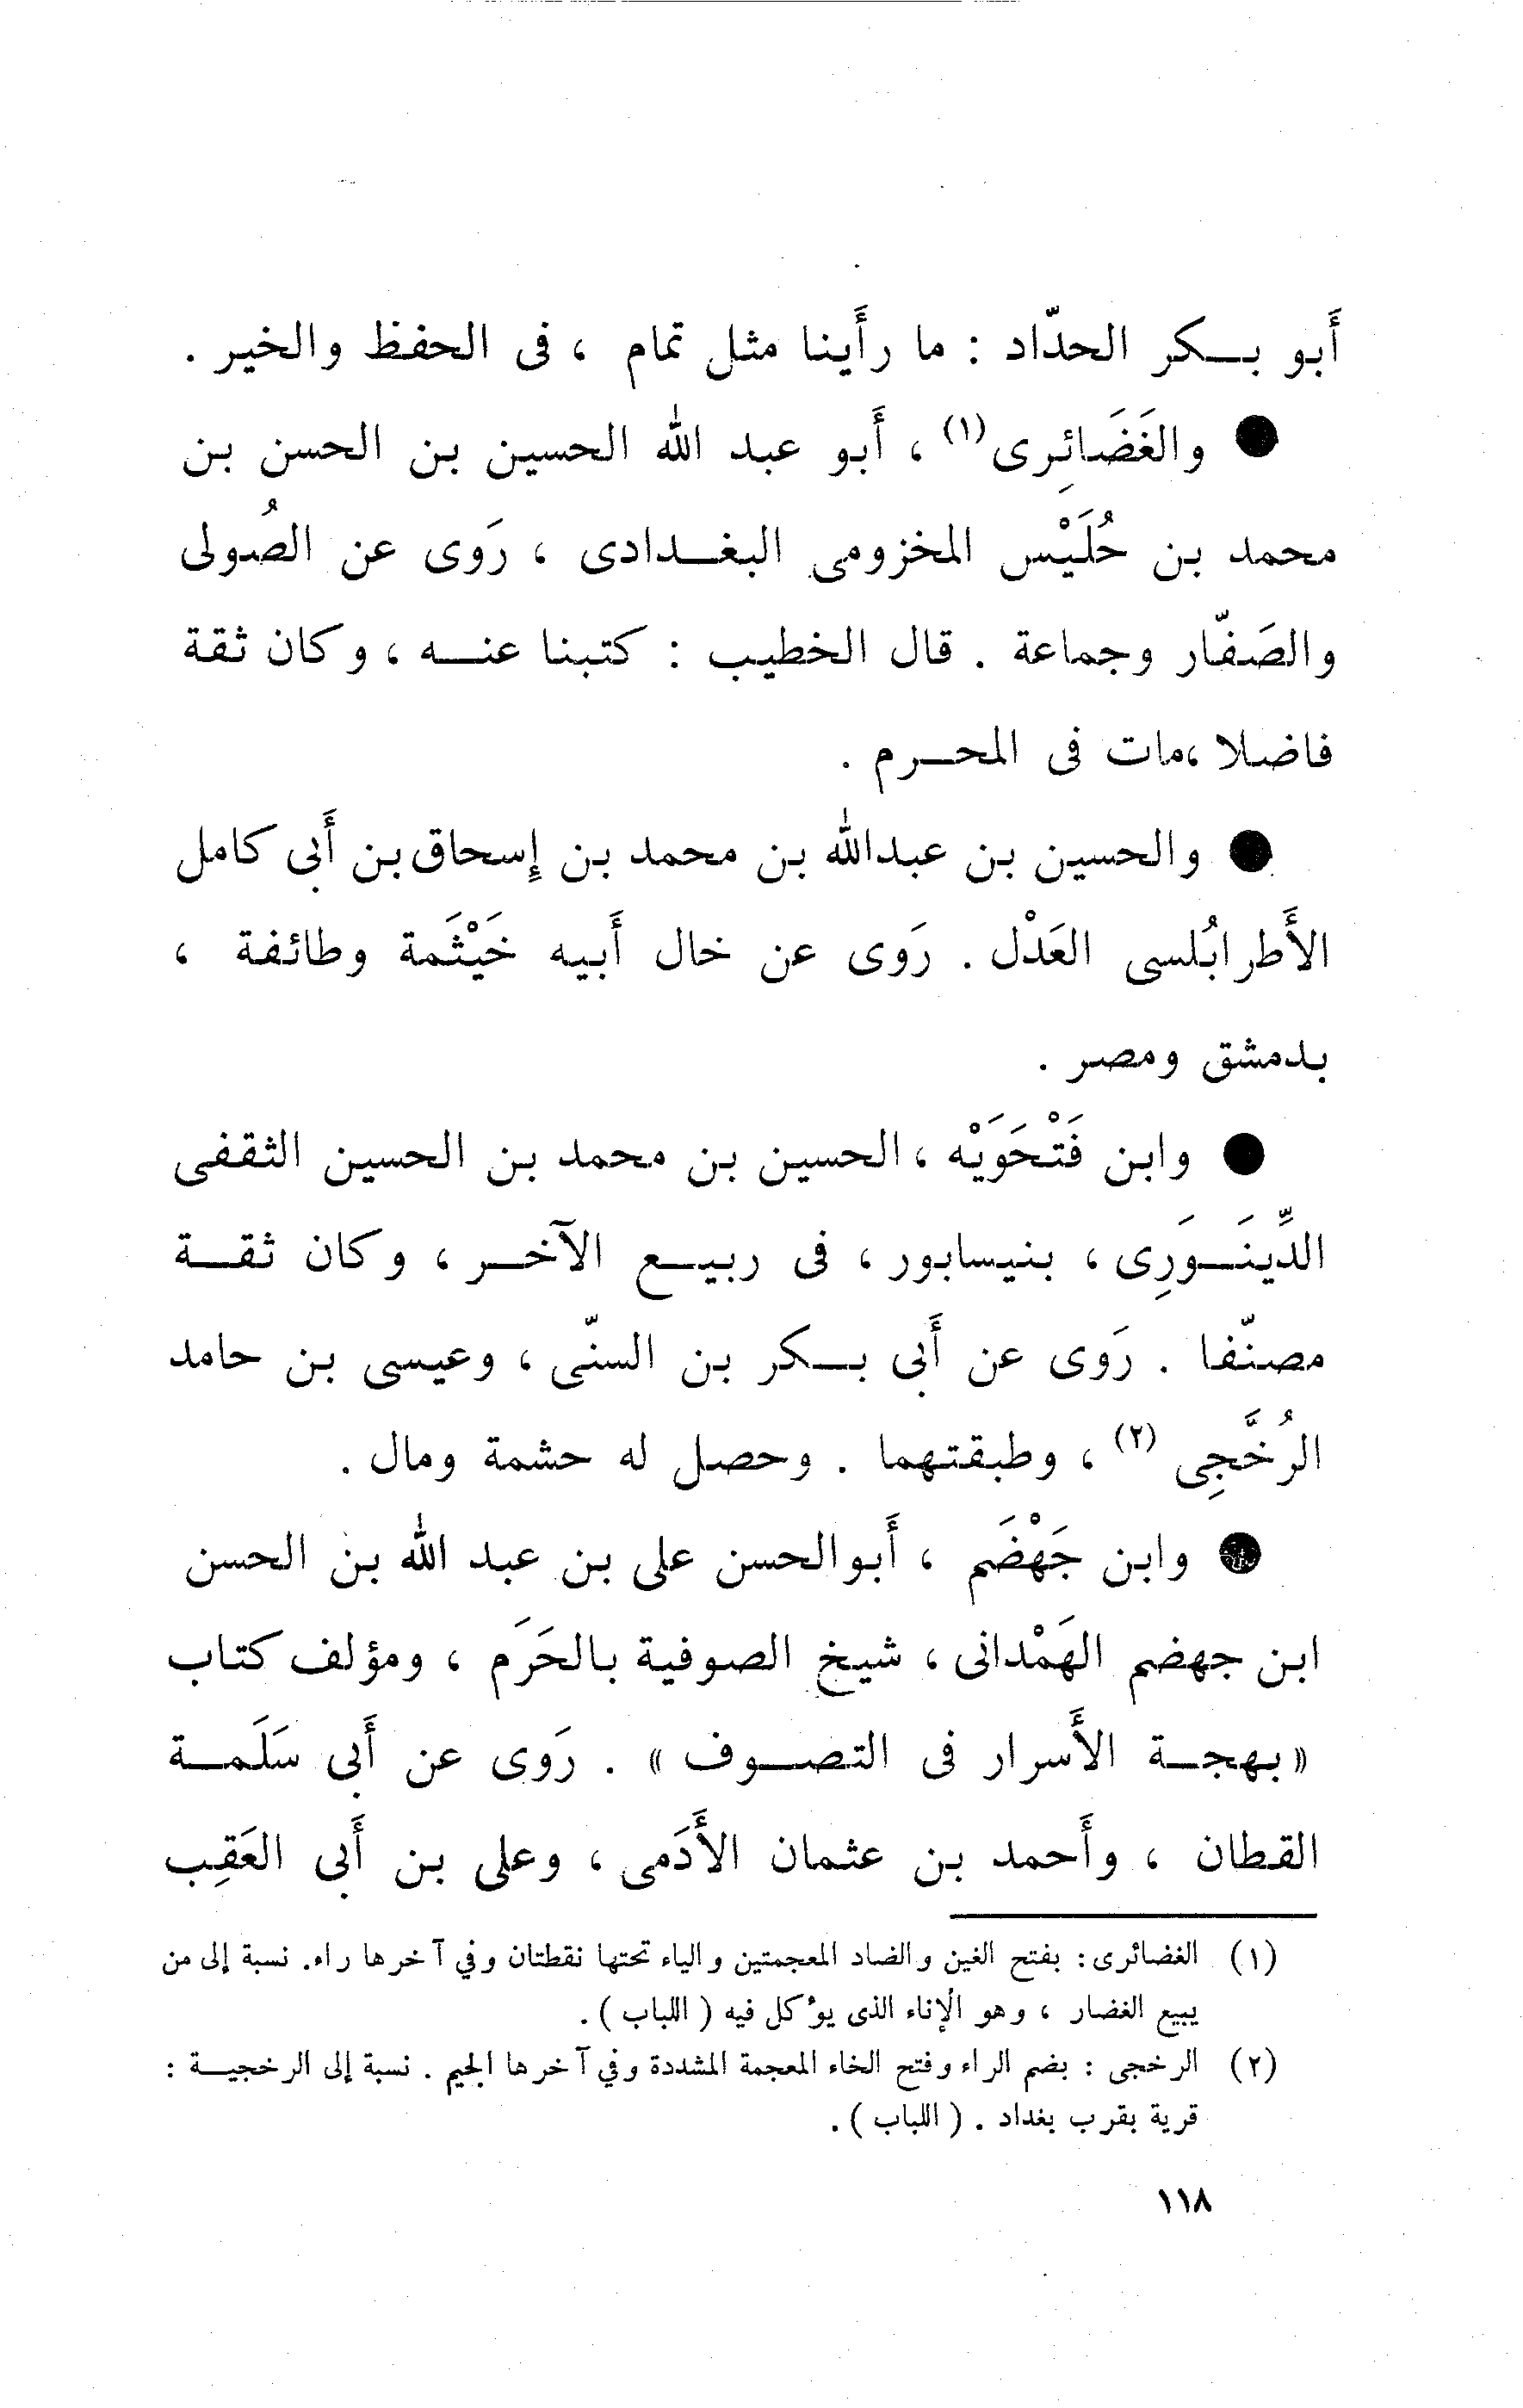 أَبو بكر الحدّاد : ما رأَينا مثل تمام ، فى الحفظ والخير .
● والغَضَائِرى(١) ، أَبو عبد الله الحسين بن الحسن بن
محمد بن حُلَيْس المخزومى البغدادى ، رَوى عن الصُولى
والصَفّار وجماعة . قال الخطيب : كتبنا عنه ، وكان ثقة
فاضلا ،مات فى المحرم .
● والحسين بن عبدالله بن محمد بن إِسحاق بن أَبى كامل
الأَطرابُلسى العَدْل . رَوى عن خال أَبيه خَيْثَمة وطائفة ،
بدمشق ومصر .
● وابن فَتْحَوَيْه ، الحسين بن محمد بن الحسين الثقفى
الدِّينَوَرِى ، بنيسابور ، فى ربيع الآخر ، وكان ثقة
مصنّفا . رَوى عن أَبى بكر بن السنّى ، وعيسى بن حامد
الرُخَّجِى (٢) ، وطبقتهما . وحصل له حشمة ومال .
● وابن جَهْضَم ، أَبوالحسن على بن عبد الله بن الحسن
ابن جهضم الهَمْدانى ، شيخ الصوفية بالحَرَم ، ومؤلف كتاب
« بهجة الأَسرار فى التصوف » . رَوى عن أَبى سَلَمة
القطان ، وأَحمد بن عثمان الأَدَمى ، وعلى بن أَبى العَقِب
(١) الغضائرى : بفتح الغين والضاد المعجمتين والياء تحتها نقطتان وفي آخرها راء. نسبة إلى من
يبيع الغضار ، وهو الإناء الذى يؤكل فيه ( اللباب ) .
(٢) الرخجى : بضم الراء وفتح الخاء المعجمة المشددة وفي آخرها الجيم . نسبة إلى الرخجية :
قرية بقرب بغداد . ( اللباب ) .
١١٨